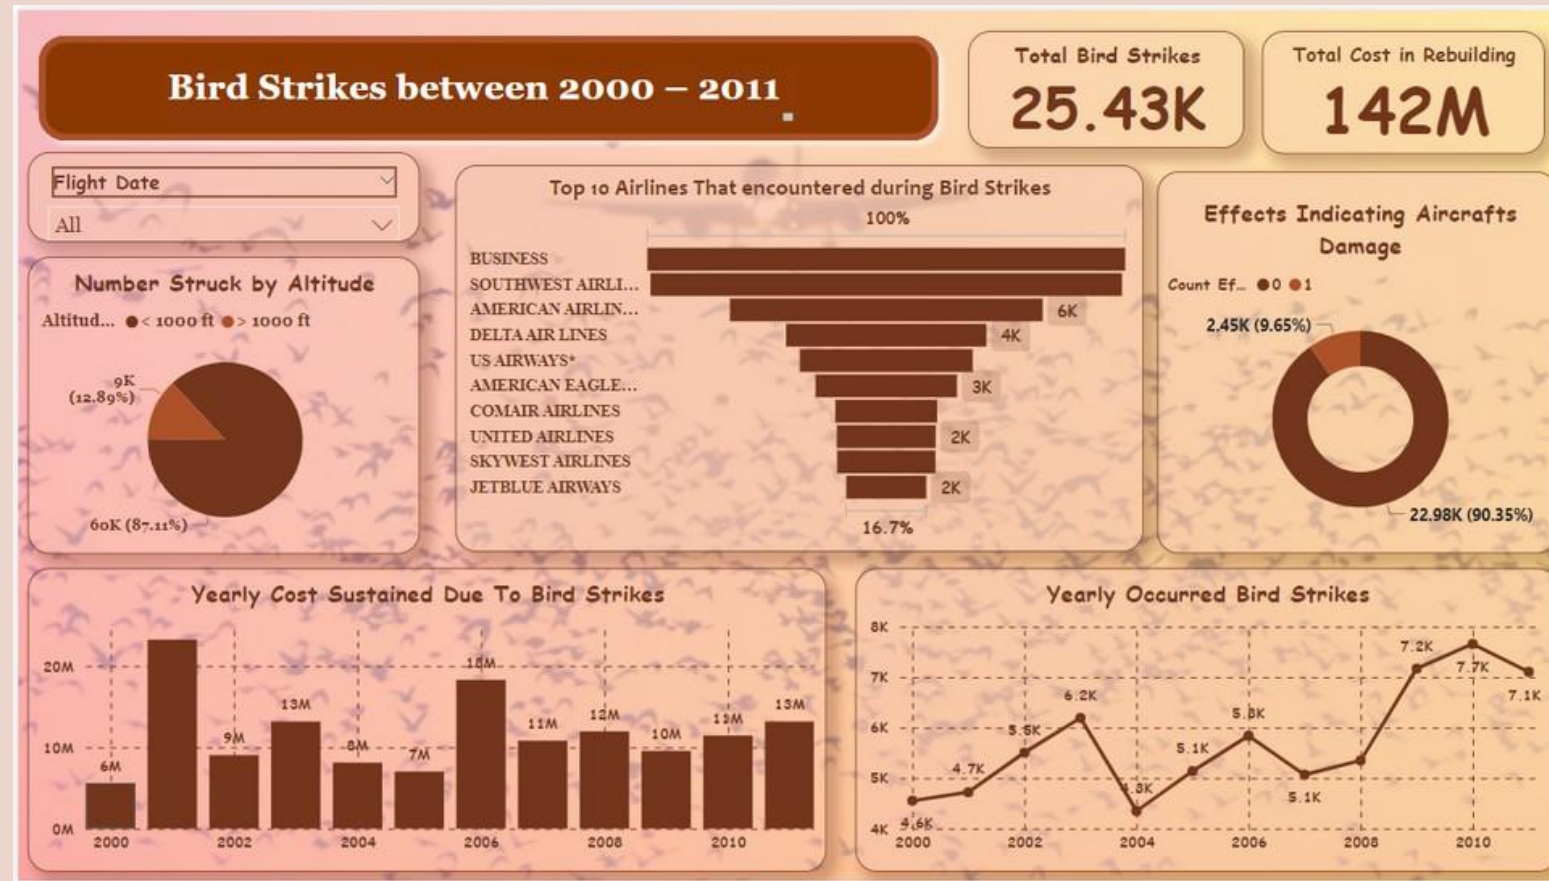 Bird Strikes between 2000 – 2011
Total Bird Strikes
25.43K
Total Cost in Rebuilding
142M
Flight Date
All
Number Struck by Altitude
Altitud... < 1000 ft > 1000 ft
9K
(12.89%)
60K (87.11%)
Top 10 Airlines That encountered during Bird Strikes
100%
BUSINESS
SOUTHWEST AIRLI...
AMERICAN AIRLIN... 6K
DELTA AIR LINES 4K
US AIRWAYS*
AMERICAN EAGLE... 3K
COMAIR AIRLINES
UNITED AIRLINES 2K
SKYWEST AIRLINES
JETBLUE AIRWAYS 2K
16.7%
Effects Indicating Aircrafts
Damage
Count Ef... 0 1
2.45K (9.65%)
22.98K (90.35%)
Yearly Cost Sustained Due To Bird Strikes
20M
10M
0M
6M 9M 13M 8M 7M 18M 11M 12M 10M 11M 13M
2000 2002 2004 2006 2008 2010
Yearly Occurred Bird Strikes
8K
7K
6K
5K
4K
4.6K 4.7K 5.5K 6.2K 4.3K 5.1K 5.8K 5.1K 7.2K 7.7K 7.1K
2000 2002 2004 2006 2008 2010